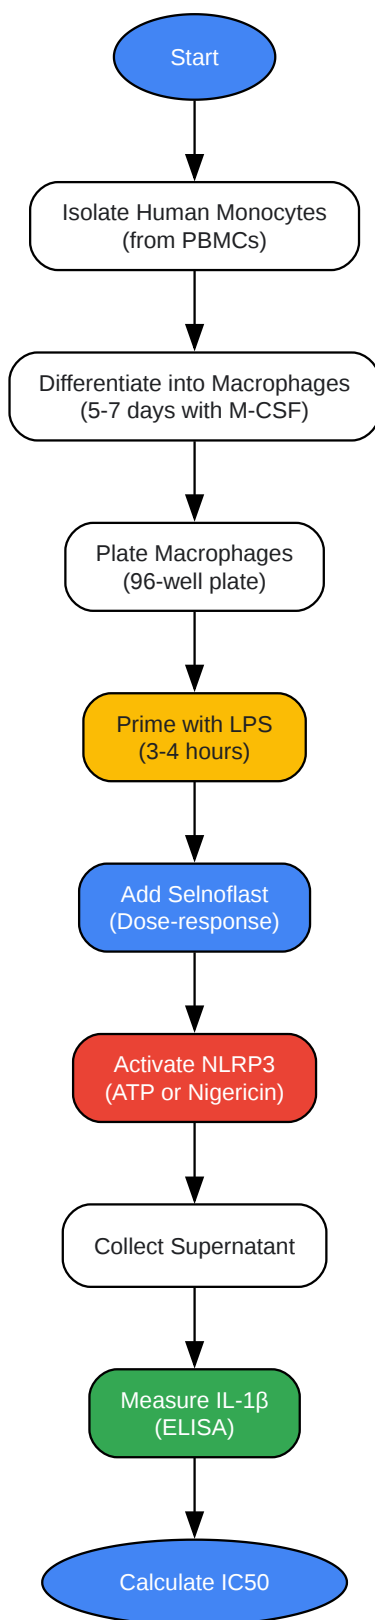 Start
Isolate Human Monocytes
(from PBMCs)
Differentiate into Macrophages
(5-7 days with M-CSF)
Plate Macrophages
(96-well plate)
Prime with LPS
(3-4 hours)
Add Selnoflast
(Dose-response)
Activate NLRP3
(ATP or Nigericin)
Collect Supernatant
Measure IL-1β
(ELISA)
Calculate IC50